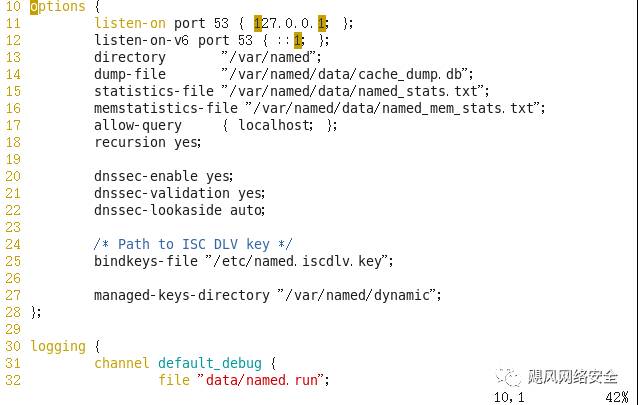 10 options {
11         listen-on port 53 { 127.0.0.1; };
12         listen-on-v6 port 53 { ::1; };
13         directory       "/var/named";
14         dump-file       "/var/named/data/cache_dump.db";
15         statistics-file "/var/named/data/named_stats.txt";
16         memstatistics-file "/var/named/data/named_mem_stats.txt";
17         allow-query     { localhost; };
18         recursion yes;
19
20         dnssec-enable yes;
21         dnssec-validation yes;
22         dnssec-lookaside auto;
23
24         /* Path to ISC DLV key */
25         bindkeys-file "/etc/named.iscdlv.key";
26
27         managed-keys-directory "/var/named/dynamic";
28 };
29
30 logging {
31         channel default_debug {
32                 file "data/named.run";
飓风网络安全
10,1 42%